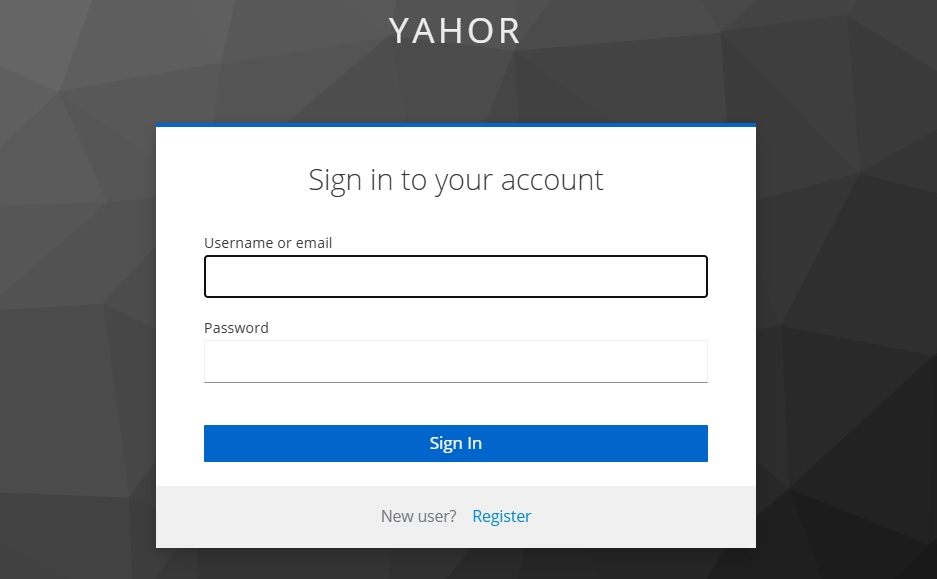 YAHOR
Sign in to your account
Username or email
Password
Sign In
New user? Register